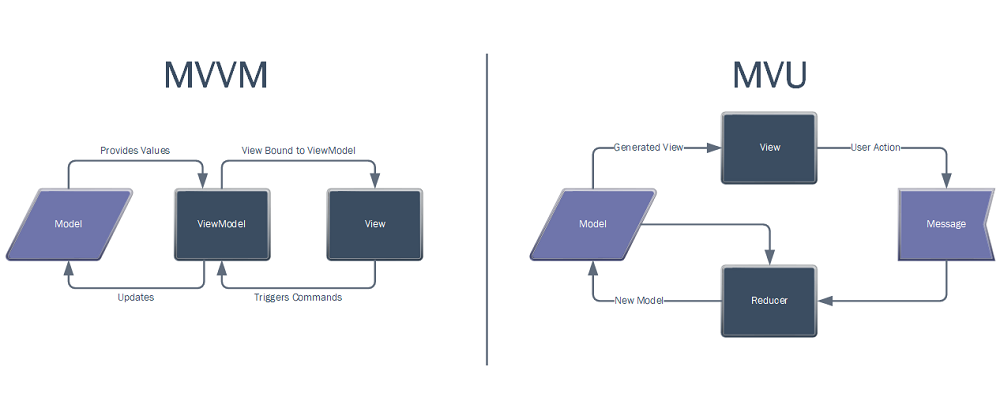 MVVM
Provides Values
View Bound to ViewModel
Model
ViewModel
View
Updates
Triggers Commands
MVU
Generated View
View
User Action
Model
Message
New Model
Reducer